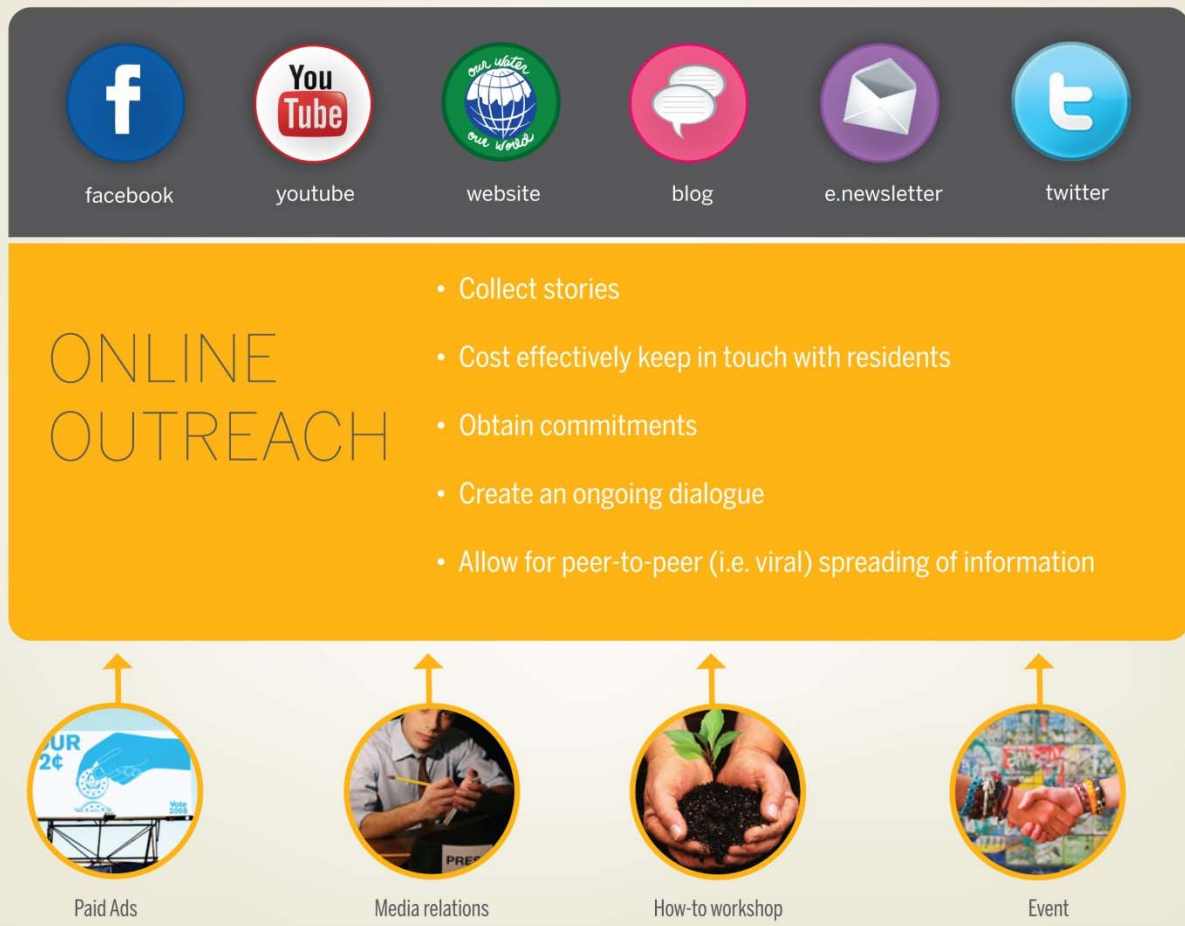 f
You
Tube
our water
our world
t
facebook
youtube
website
blog
e.newsletter
twitter
ONLINE
OUTREACH
• Collect stories
• Cost effectively keep in touch with residents
• Obtain commitments
• Create an ongoing dialogue
• Allow for peer-to-peer (i.e. viral) spreading of information
UR
2¢
Vote
2008
PRES
Paid Ads
Media relations
How-to workshop
Event